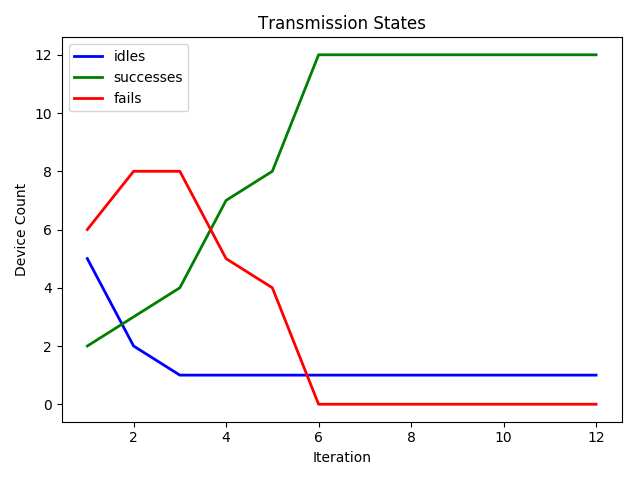 Transmission States
idles
successes
fails
12
10
8
6
4
2
0
Device Count
2 4 6 8 10 12
Iteration